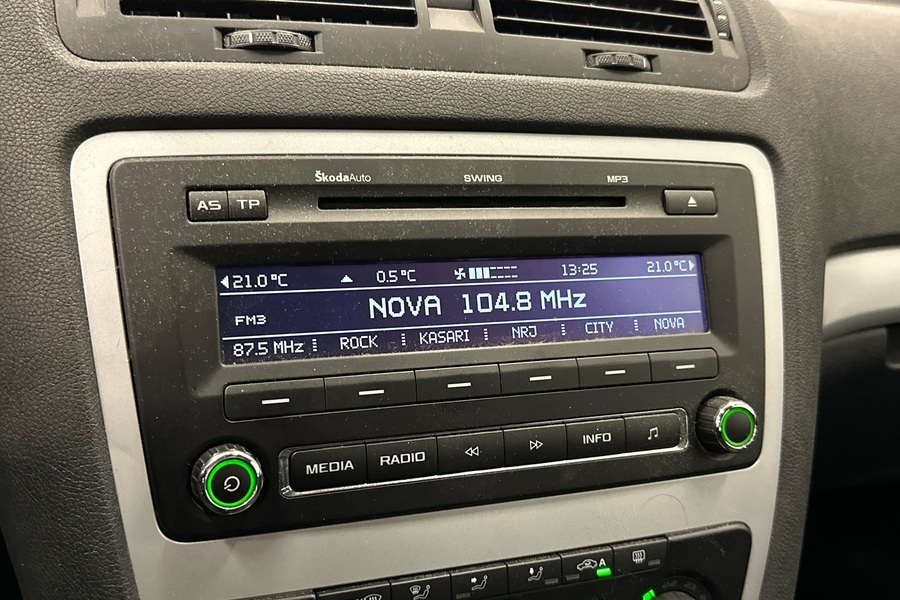 ŠkodaAuto SWING MP3
AS TP
21.0°C 0.5°C 13:25 21.0°C
NOVA 104.8 MHz
FM3
87.5 MHz ROCK KASARI NRJ CITY NOVA
MEDIA RADIO INFO
A